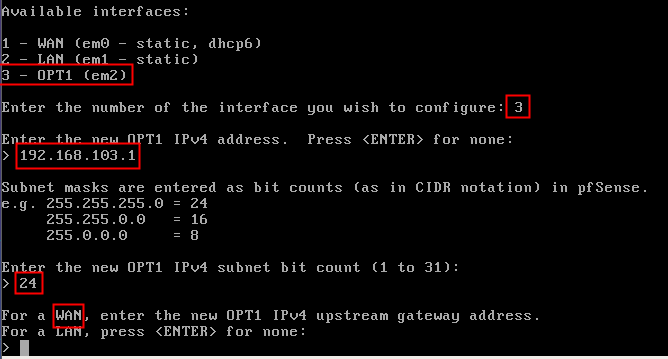 Available interfaces:
1 - WAN (em0 - static, dhcp6)
2 - LAN (em1 - static)
3 - OPT1 (em2)
Enter the number of the interface you wish to configure: 3
Enter the new OPT1 IPv4 address.  Press <ENTER> for none:
> 192.168.103.1
Subnet masks are entered as bit counts (as in CIDR notation) in pfSense.
e.g. 255.255.255.0 = 24
     255.255.0.0   = 16
     255.0.0.0     = 8
Enter the new OPT1 IPv4 subnet bit count (1 to 31):
> 24
For a WAN, enter the new OPT1 IPv4 upstream gateway address.
For a LAN, press <ENTER> for none:
>